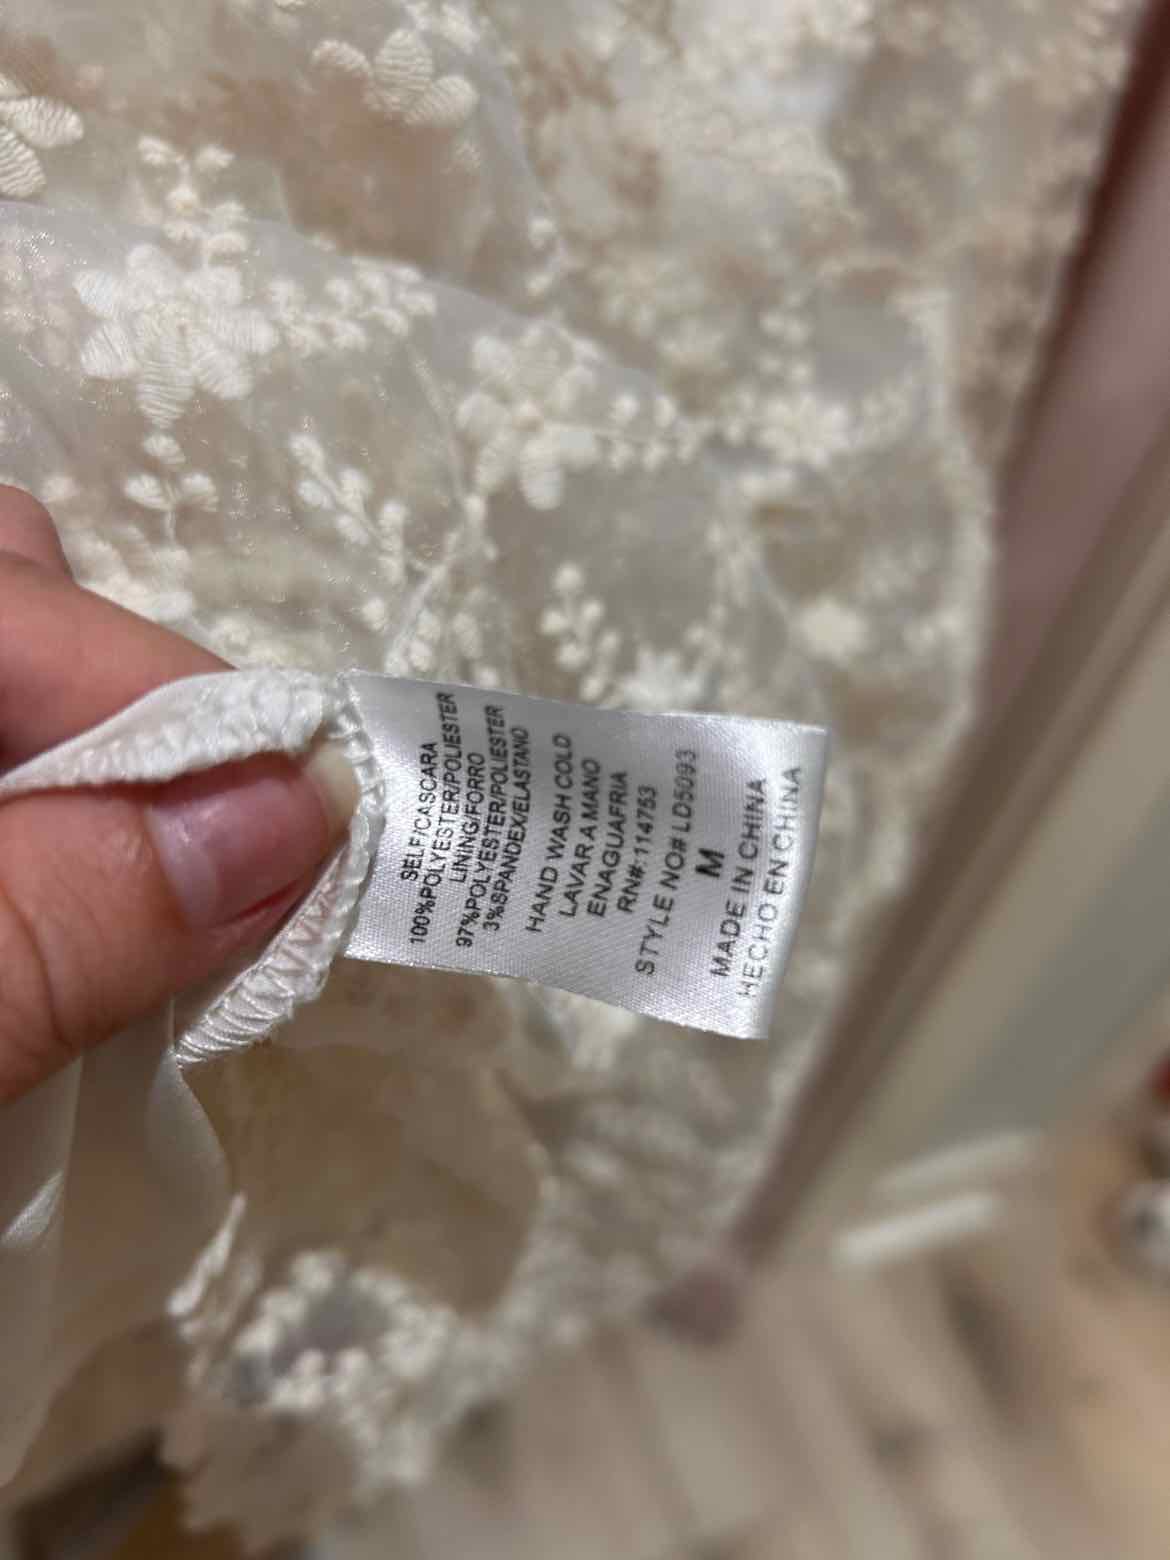 SELF/CASCARA
100%POLYESTER/POLIESTER
LINING/FORRO
97%POLYESTER/POLIESTER
3%SPANDEX/ELASTANO
HAND WASH COLD
LAVAR A MANO
ENAGUAFRIA
RN#:114753
STYLE NO# LD5093
M
MADE IN CHINA
HECHO EN CHINA